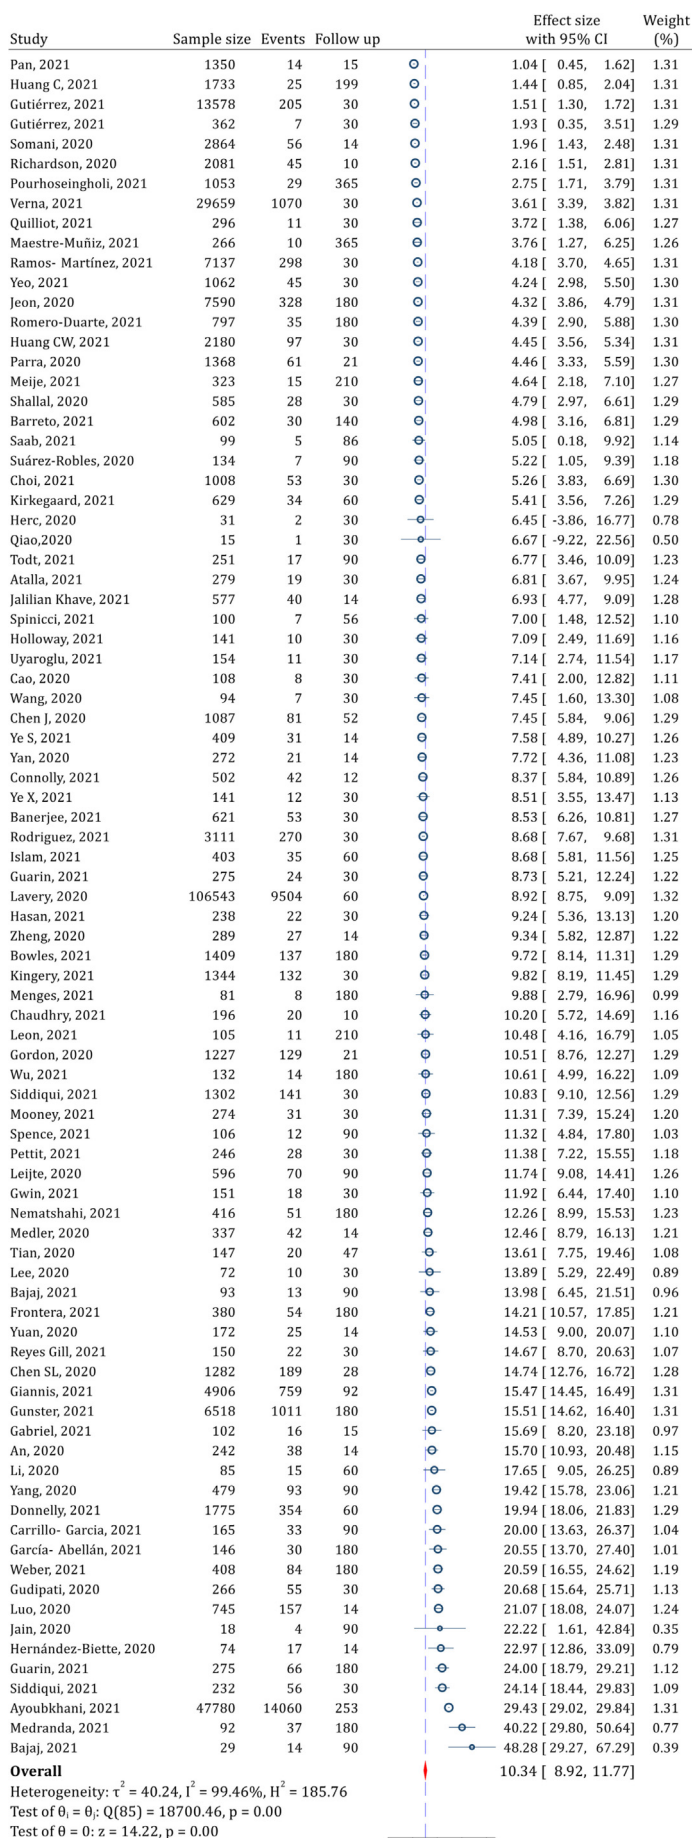 Effect size Weight
Study Sample size Events Follow up with 95% CI (%)
Pan, 2021 1350 14 15 1.04 [ 0.45, 1.62] 1.31
Huang C, 2021 1733 25 199 1.44 [ 0.85, 2.04] 1.31
Gutiérrez, 2021 13578 205 30 1.51 [ 1.30, 1.72] 1.31
Gutiérrez, 2021 362 7 30 1.93 [ 0.35, 3.51] 1.29
Somani, 2020 2864 56 14 1.96 [ 1.43, 2.48] 1.31
Richardson, 2020 2081 45 10 2.16 [ 1.51, 2.81] 1.31
Pourhoseingholi, 2021 1053 29 365 2.75 [ 1.71, 3.79] 1.31
Verna, 2021 29659 1070 30 3.61 [ 3.39, 3.82] 1.31
Quilliot, 2021 296 11 30 3.72 [ 1.38, 6.06] 1.27
Maestre-Muñiz, 2021 266 10 365 3.76 [ 1.27, 6.25] 1.26
Ramos- Martínez, 2021 7137 298 30 4.18 [ 3.70, 4.65] 1.31
Yeo, 2021 1062 45 30 4.24 [ 2.98, 5.50] 1.30
Jeon, 2020 7590 328 180 4.32 [ 3.86, 4.79] 1.31
Romero-Duarte, 2021 797 35 180 4.39 [ 2.90, 5.88] 1.30
Huang CW, 2021 2180 97 30 4.45 [ 3.56, 5.34] 1.31
Parra, 2020 1368 61 21 4.46 [ 3.33, 5.59] 1.30
Meije, 2021 323 15 210 4.64 [ 2.18, 7.10] 1.27
Shallal, 2020 585 28 30 4.79 [ 2.97, 6.61] 1.29
Barreto, 2021 602 30 140 4.98 [ 3.16, 6.81] 1.29
Saab, 2021 99 5 86 5.05 [ 0.18, 9.92] 1.14
Suárez-Robles, 2020 134 7 90 5.22 [ 1.05, 9.39] 1.18
Choi, 2021 1008 53 30 5.26 [ 3.83, 6.69] 1.30
Kirkegaard, 2021 629 34 60 5.41 [ 3.56, 7.26] 1.29
Herc, 2020 31 2 30 6.45 [ -3.86, 16.77] 0.78
Qiao,2020 15 1 30 6.67 [ -9.22, 22.56] 0.50
Todt, 2021 251 17 90 6.77 [ 3.46, 10.09] 1.23
Atalla, 2021 279 19 30 6.81 [ 3.67, 9.95] 1.24
Jalilian Khave, 2021 577 40 14 6.93 [ 4.77, 9.09] 1.28
Spinicci, 2021 100 7 56 7.00 [ 1.48, 12.52] 1.10
Holloway, 2021 141 10 30 7.09 [ 2.49, 11.69] 1.16
Uyaroglu, 2021 154 11 30 7.14 [ 2.74, 11.54] 1.17
Cao, 2020 108 8 30 7.41 [ 2.00, 12.82] 1.11
Wang, 2020 94 7 30 7.45 [ 1.60, 13.30] 1.08
Chen J, 2020 1087 81 52 7.45 [ 5.84, 9.06] 1.29
Ye S, 2021 409 31 14 7.58 [ 4.89, 10.27] 1.26
Yan, 2020 272 21 14 7.72 [ 4.36, 11.08] 1.23
Connolly, 2021 502 42 12 8.37 [ 5.84, 10.89] 1.26
Ye X, 2021 141 12 30 8.51 [ 3.55, 13.47] 1.13
Banerjee, 2021 621 53 30 8.53 [ 6.26, 10.81] 1.27
Rodriguez, 2021 3111 270 30 8.68 [ 7.67, 9.68] 1.31
Islam, 2021 403 35 60 8.68 [ 5.81, 11.56] 1.25
Guarin, 2021 275 24 30 8.73 [ 5.21, 12.24] 1.22
Lavery, 2020 106543 9504 60 8.92 [ 8.75, 9.09] 1.32
Hasan, 2021 238 22 30 9.24 [ 5.36, 13.13] 1.20
Zheng, 2020 289 27 14 9.34 [ 5.82, 12.87] 1.22
Bowles, 2021 1409 137 180 9.72 [ 8.14, 11.31] 1.29
Kingery, 2021 1344 132 30 9.82 [ 8.19, 11.45] 1.29
Menges, 2021 81 8 180 9.88 [ 2.79, 16.96] 0.99
Chaudhry, 2021 196 20 10 10.20 [ 5.72, 14.69] 1.16
Leon, 2021 105 11 210 10.48 [ 4.16, 16.79] 1.05
Gordon, 2020 1227 129 21 10.51 [ 8.76, 12.27] 1.29
Wu, 2021 132 14 180 10.61 [ 4.99, 16.22] 1.09
Siddiqui, 2021 1302 141 30 10.83 [ 9.10, 12.56] 1.29
Mooney, 2021 274 31 30 11.31 [ 7.39, 15.24] 1.20
Spence, 2021 106 12 90 11.32 [ 4.84, 17.80] 1.03
Pettit, 2021 246 28 30 11.38 [ 7.22, 15.55] 1.18
Leijte, 2020 596 70 90 11.74 [ 9.08, 14.41] 1.26
Gwin, 2021 151 18 30 11.92 [ 6.44, 17.40] 1.10
Nematshahi, 2021 416 51 180 12.26 [ 8.99, 15.53] 1.23
Medler, 2020 337 42 14 12.46 [ 8.79, 16.13] 1.21
Tian, 2020 147 20 47 13.61 [ 7.75, 19.46] 1.08
Lee, 2020 72 10 30 13.89 [ 5.29, 22.49] 0.89
Bajaj, 2021 93 13 90 13.98 [ 6.45, 21.51] 0.96
Frontera, 2021 380 54 180 14.21 [ 10.57, 17.85] 1.21
Yuan, 2020 172 25 14 14.53 [ 9.00, 20.07] 1.10
Reyes Gill, 2021 150 22 30 14.67 [ 8.70, 20.63] 1.07
Chen SL, 2020 1282 189 28 14.74 [ 12.76, 16.72] 1.28
Giannis, 2021 4906 759 92 15.47 [ 14.45, 16.49] 1.31
Gunster, 2021 6518 1011 180 15.51 [ 14.62, 16.40] 1.31
Gabriel, 2021 102 16 15 15.69 [ 8.20, 23.18] 0.97
An, 2020 242 38 14 15.70 [ 10.93, 20.48] 1.15
Li, 2020 85 15 60 17.65 [ 9.05, 26.25] 0.89
Yang, 2020 479 93 90 19.42 [ 15.78, 23.06] 1.21
Donnelly, 2021 1775 354 60 19.94 [ 18.06, 21.83] 1.29
Carrillo- Garcia, 2021 165 33 90 20.00 [ 13.63, 26.37] 1.04
García- Abellán, 2021 146 30 180 20.55 [ 13.70, 27.40] 1.01
Weber, 2021 408 84 180 20.59 [ 16.55, 24.62] 1.19
Gudipati, 2020 266 55 30 20.68 [ 15.64, 25.71] 1.13
Luo, 2020 745 157 14 21.07 [ 18.08, 24.07] 1.24
Jain, 2020 18 4 90 22.22 [ 1.61, 42.84] 0.35
Hernández-Biette, 2020 74 17 14 22.97 [ 12.86, 33.09] 0.79
Guarin, 2021 275 66 180 24.00 [ 18.79, 29.21] 1.12
Siddiqui, 2021 232 56 30 24.14 [ 18.44, 29.83] 1.09
Ayoubkhani, 2021 47780 14060 253 29.43 [ 29.02, 29.84] 1.31
Medranda, 2021 92 37 180 40.22 [ 29.80, 50.64] 0.77
Bajaj, 2021 29 14 90 48.28 [ 29.27, 67.29] 0.39
Overall 10.34 [ 8.92, 11.77]
Heterogeneity: τ² = 40.24, I² = 99.46%, H² = 185.76
Test of θᵢ = θⱼ: Q(85) = 18700.46, p = 0.00
Test of θ = 0: z = 14.22, p = 0.00